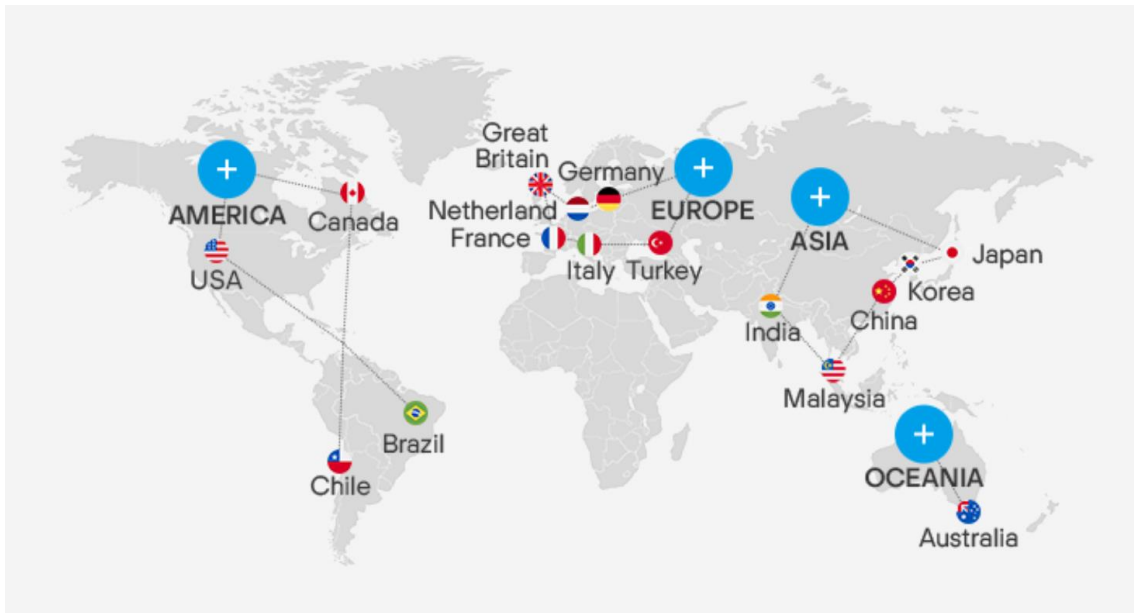 Great
Britain
Germany
AMERICA
Canada
Netherland
EUROPE
France
ASIA
USA
Italy
Turkey
Japan
Korea
India
China
Malaysia
Brazil
Chile
OCEANIA
Australia